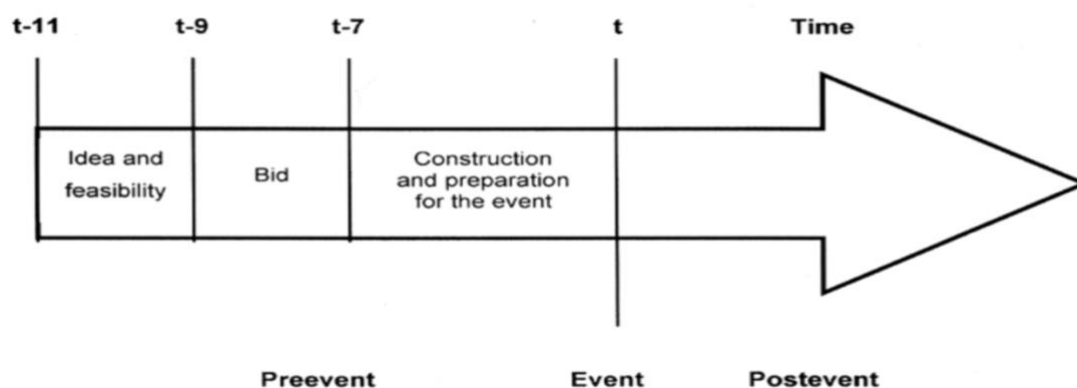 t-11 t-9 t-7 t Time
Idea and
feasibility
Bid
Construction
and preparation
for the event
Preevent Event Postevent